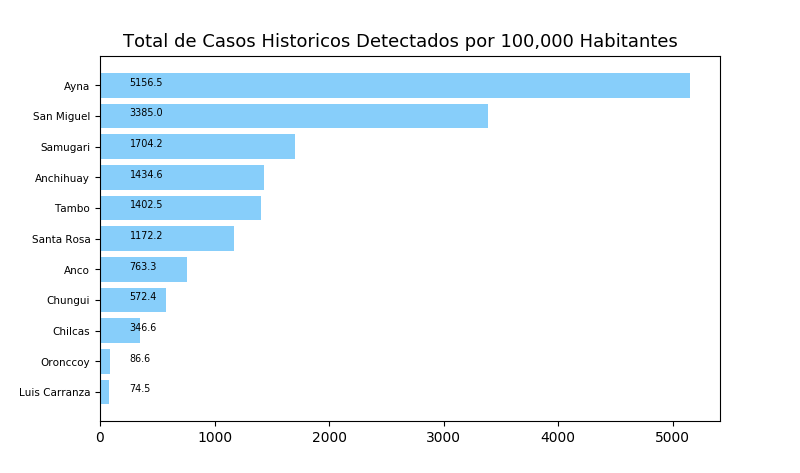 Total de Casos Historicos Detectados por 100,000 Habitantes
Ayna 5156.5
San Miguel 3385.0
Samugari 1704.2
Anchihuay 1434.6
Tambo 1402.5
Santa Rosa 1172.2
Anco 763.3
Chungui 572.4
Chilcas 346.6
Oronccoy 86.6
Luis Carranza 74.5
0 1000 2000 3000 4000 5000